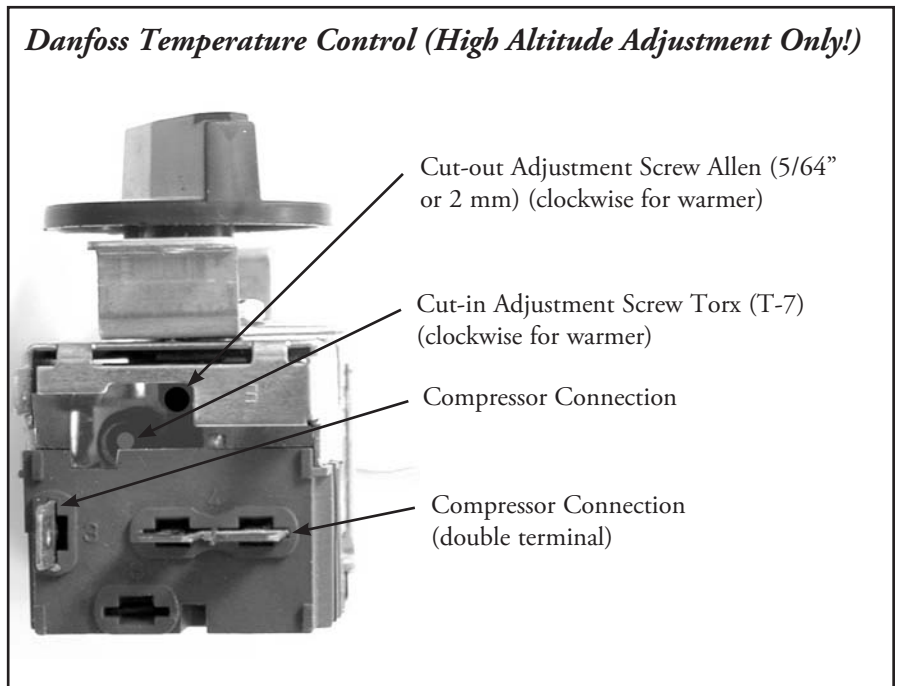 Danfoss Temperature Control (High Altitude Adjustment Only!)
Cut-out Adjustment Screw Allen (5/64”
or 2 mm) (clockwise for warmer)
Cut-in Adjustment Screw Torx (T-7)
(clockwise for warmer)
Compressor Connection
Compressor Connection
(double terminal)